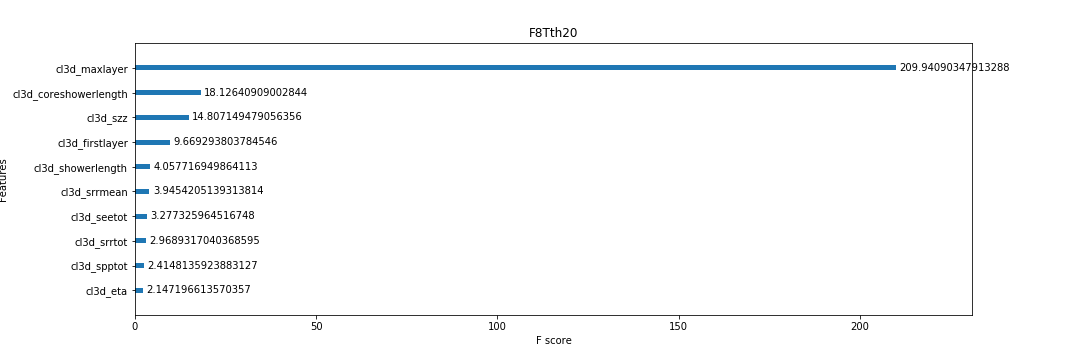 F8Tth20
cl3d_maxlayer 209.94090347913288
cl3d_coreshowerlength 18.12640909002844
cl3d_szz 14.807149479056356
cl3d_firstlayer 9.669293803784546
cl3d_showerlength 4.057716949864113
cl3d_srrmean 3.9454205139313814
cl3d_seetot 3.277325964516748
cl3d_srrtot 2.9689317040368595
cl3d_spptot 2.4148135923883127
cl3d_eta 2.147196613570357
Features
0 50 100 150 200
F score